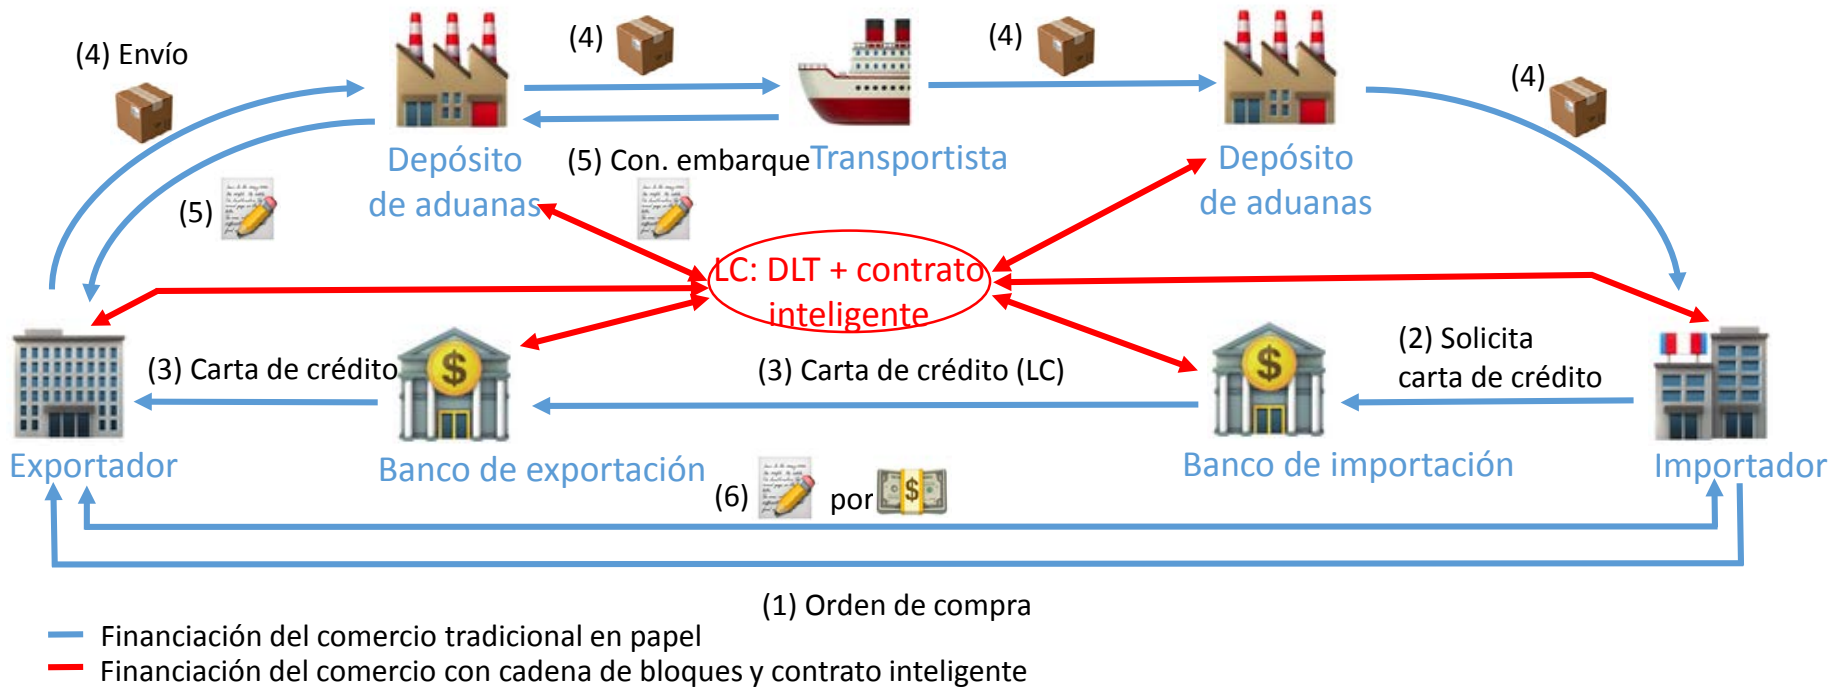 (4) Envío
(4)
(4)
(4)
Depósito
de aduanas
(5) Con. embarque
Transportista
Depósito
de aduanas
(5)
LC: DLT + contrato
inteligente
(3) Carta de crédito
(3) Carta de crédito (LC)
(2) Solicita
carta de crédito
Exportador
Banco de exportación
Banco de importación
Importador
(6) por
(1) Orden de compra
Financiación del comercio tradicional en papel
Financiación del comercio con cadena de bloques y contrato inteligente